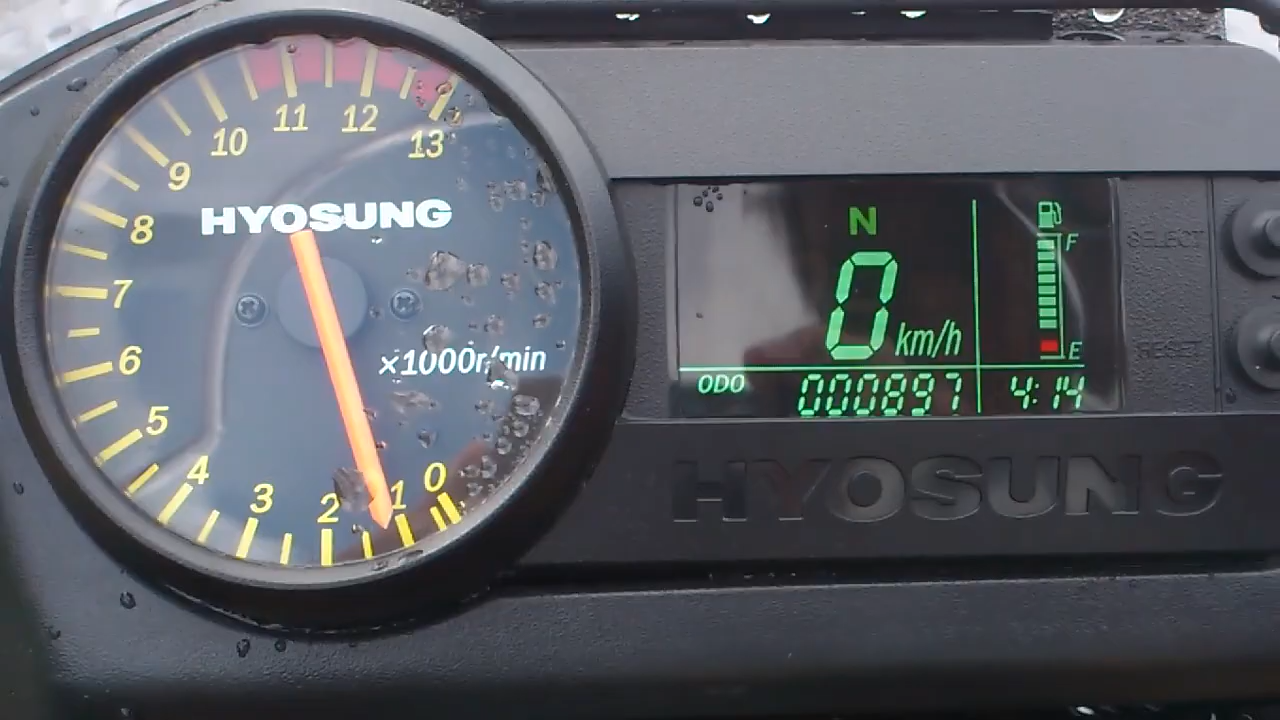 11
12
10
13
9
HYOSUNG
8
7
×1000r/min
6
5
4
3
2
1
0
N
0 km/h
F
E
ODO 000897 4:14
SELECT
RESET
HYOSUNG